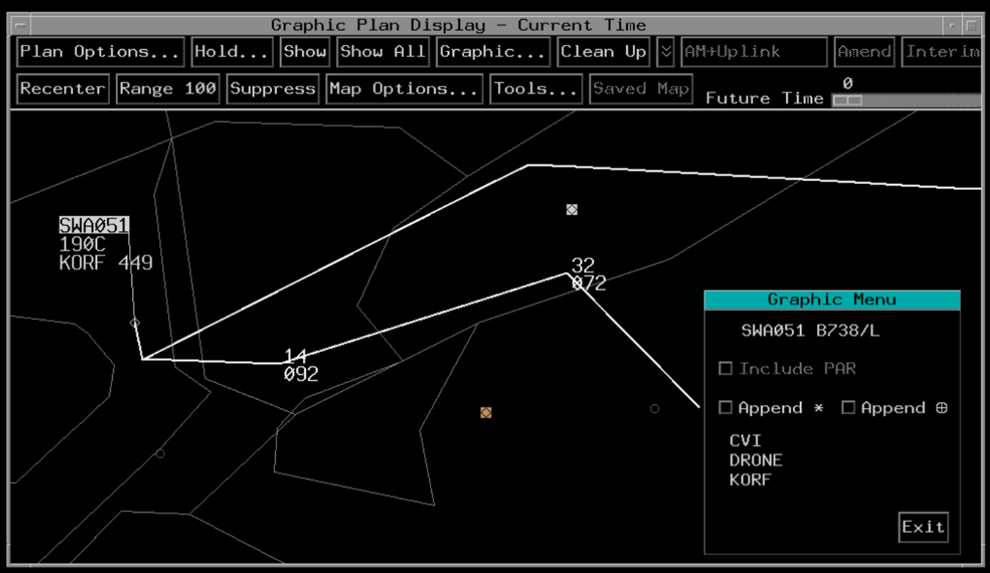 Graphic Plan Display - Current Time
Plan Options... Hold... Show Show All Graphic... Clean Up AM+Uplink Amend Interim
Recenter Range 100 Suppress Map Options... Tools... Saved Map Future Time 0
SWA051
190C
KORF 449
32
072
14
092
Graphic Menu
SWA051 B738/L
Include PAR
Append * Append ⊕
CVI
DRONE
KORF
Exit